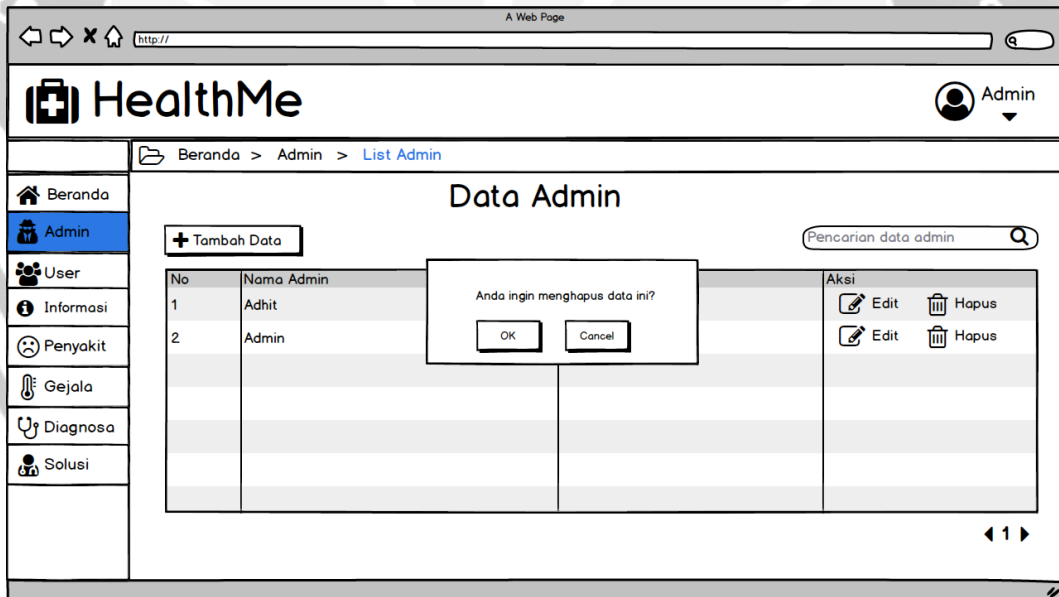 A Web Page
http://
HealthMe
Admin
Beranda > Admin > List Admin
Beranda
Admin
User
Informasi
Penyakit
Gejala
Diagnosa
Solusi
Data Admin
Tambah Data
Pencarian data admin
No Nama Admin Aksi
1 Adhit Edit Hapus
2 Admin Edit Hapus
Anda ingin menghapus data ini?
OK Cancel
1